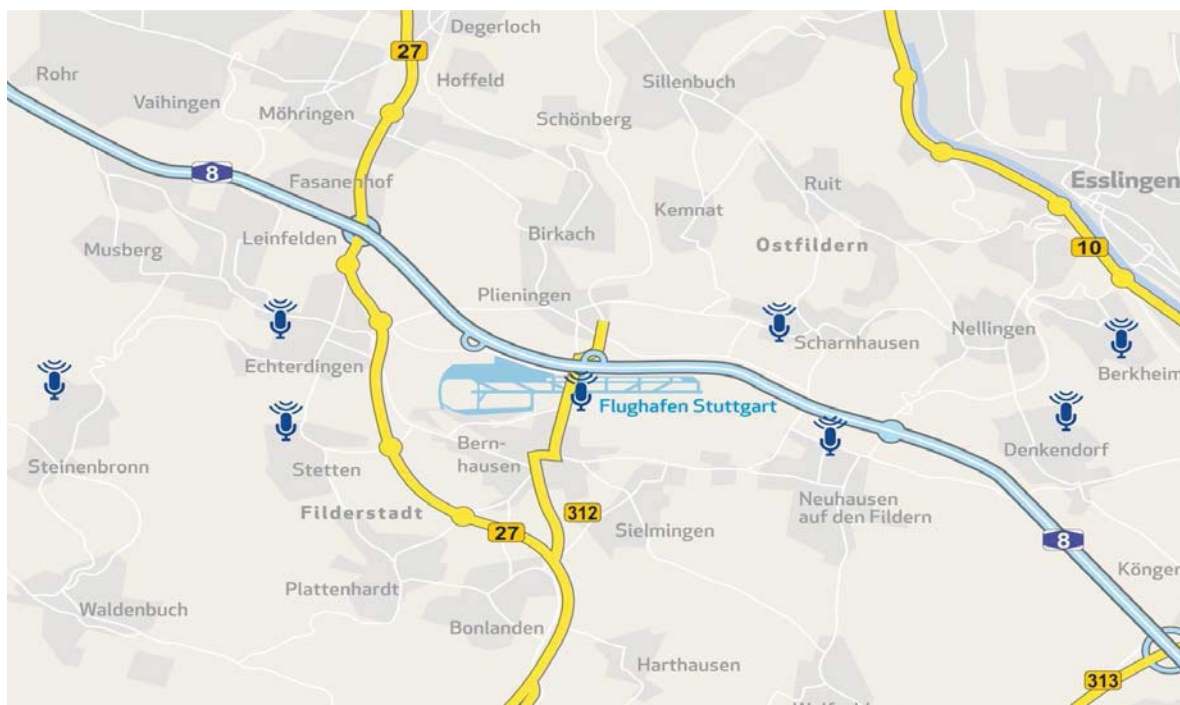 Degerloch
27
Rohr
Hoffeld
Sillenbuch
Vaihingen
Möhringen
Schönberg
8
Fasanenhof
Ruit
Esslingen
Kemnat
Leinfelden
Birkach
Musberg
Ostfildern
10
Plieningen
Nellingen
Echterdingen
Scharnhausen
Berkheim
Flughafen Stuttgart
Bern-
hausen
Steinenbronn
Stetten
Denkendorf
Neuhausen
auf den Fildern
Filderstadt
312
27
Sielmingen
8
Plattenhardt
Waldenbuch
Bonlanden
Harthausen
313